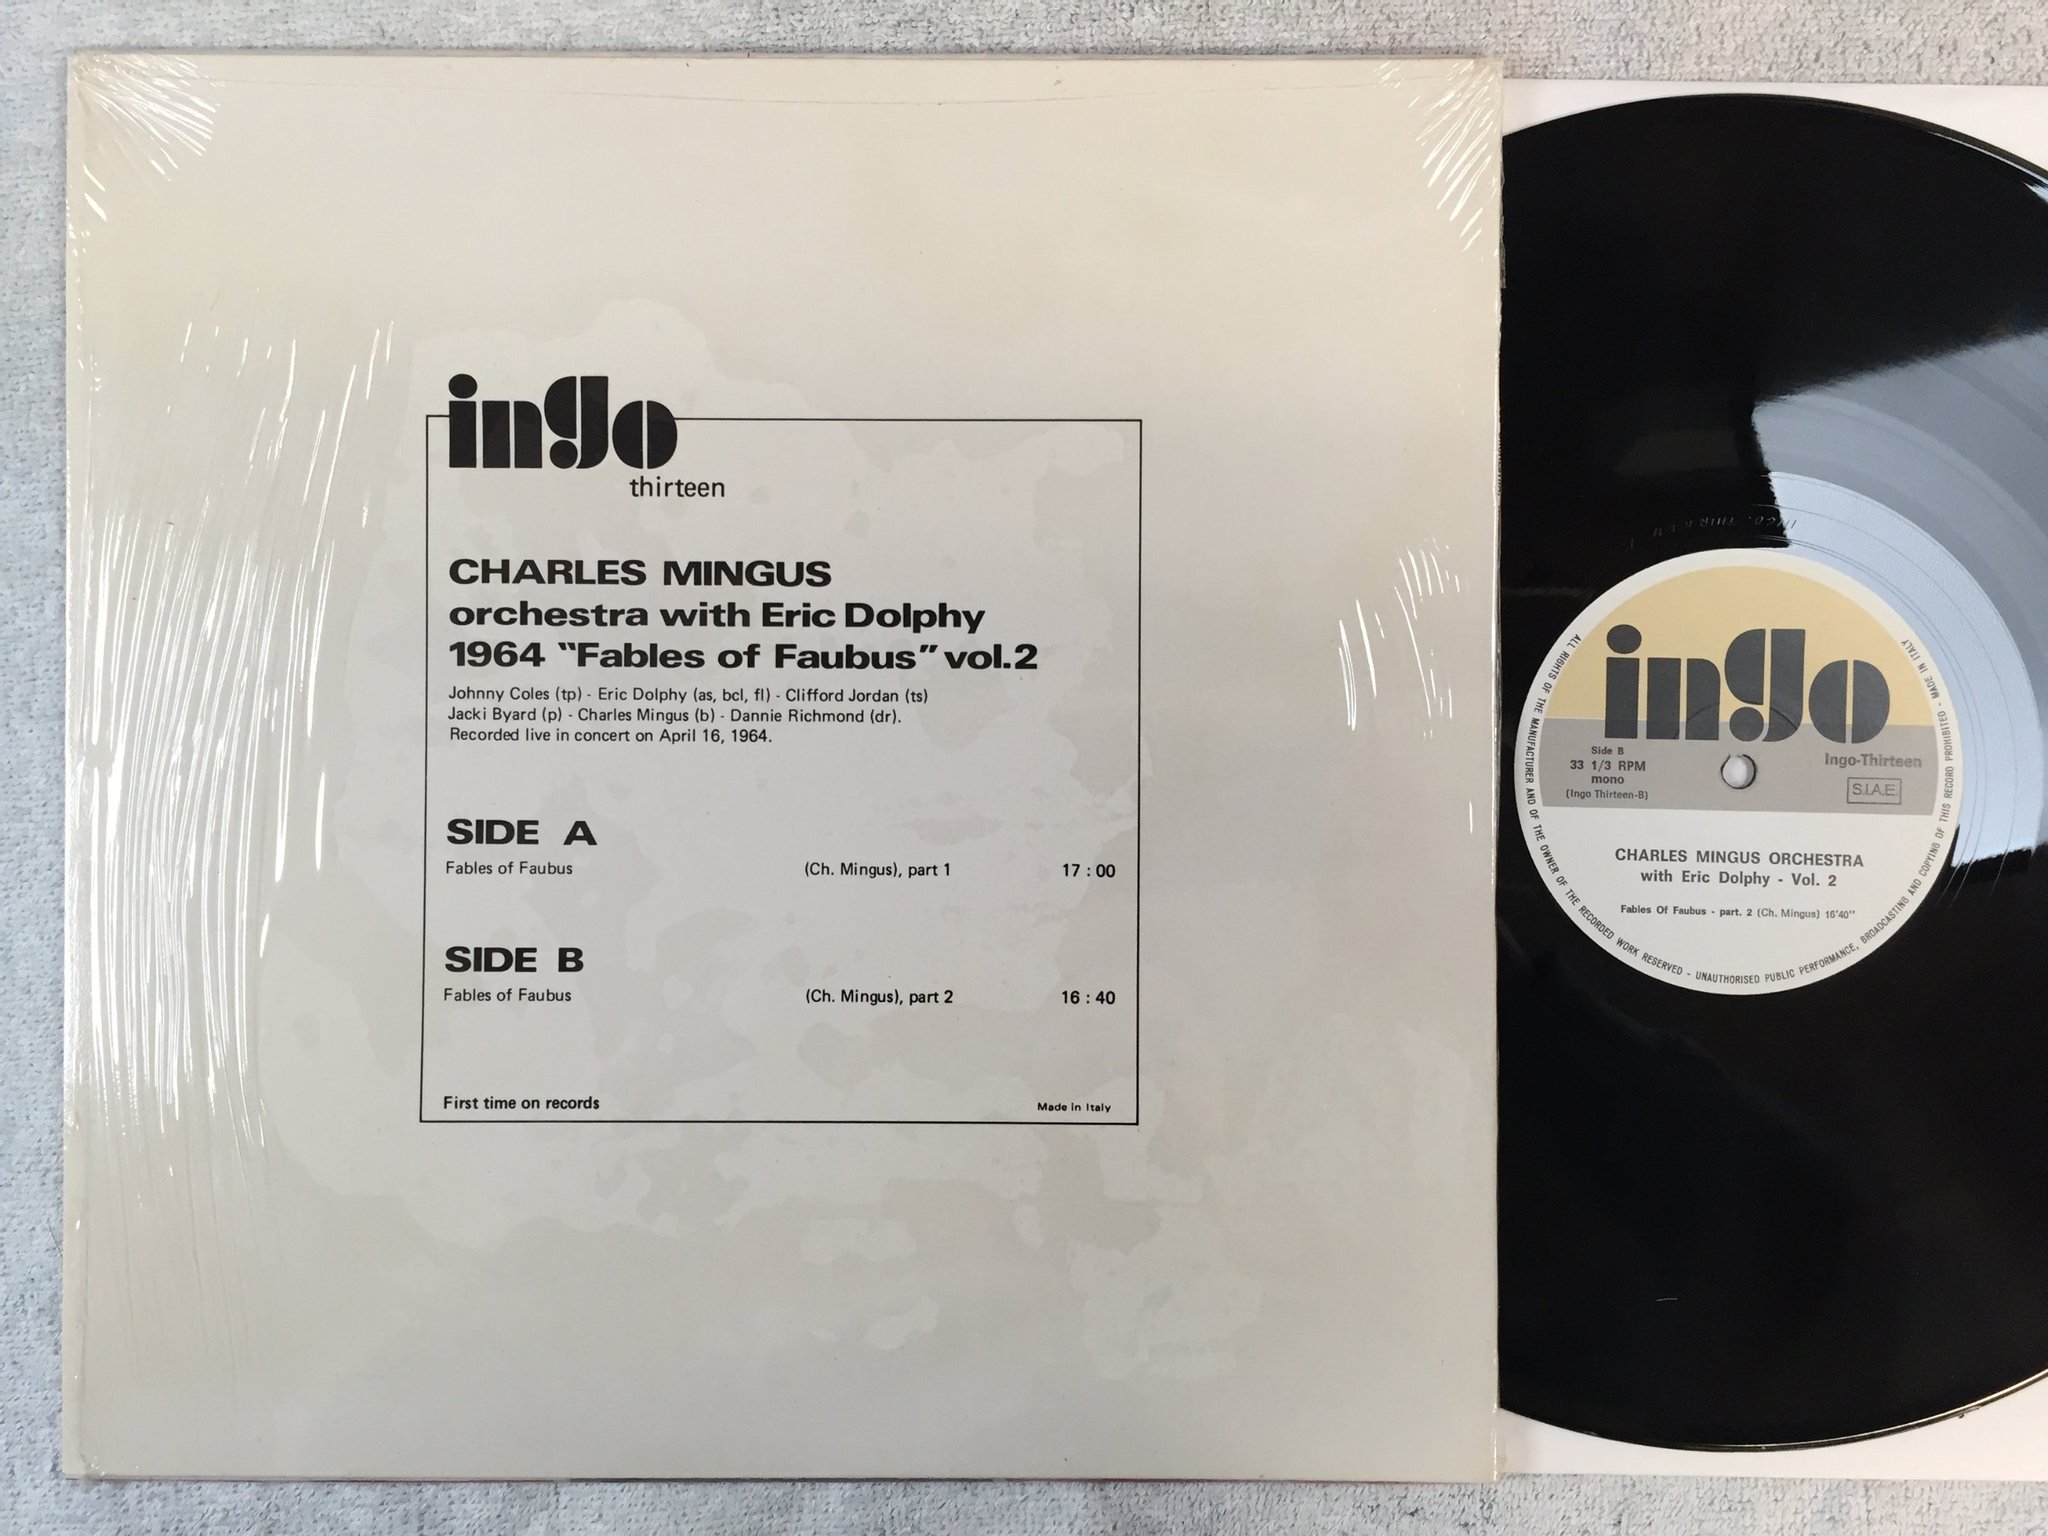 ingo
thirteen
CHARLES MINGUS
orchestra with Eric Dolphy
1964 "Fables of Faubus" vol.2
Johnny Coles (tp) - Eric Dolphy (as, bcl, fl) - Clifford Jordan (ts)
Jacki Byard (p) - Charles Mingus (b) - Dannie Richmond (dr).
Recorded live in concert on April 16, 1964.
SIDE A
Fables of Faubus (Ch. Mingus), part 1 17 : 00
SIDE B
Fables of Faubus (Ch. Mingus), part 2 16 : 40
First time on records Made in Italy
ingo
Side B
33 1/3 RPM
mono
(Ingo Thirteen-B)
Ingo-Thirteen
S.I.A.E.
CHARLES MINGUS ORCHESTRA
with Eric Dolphy - Vol. 2
Fables Of Faubus - part. 2 (Ch. Mingus) 16'40"
ALL RIGHTS OF THE MANUFACTURER AND OF THE OWNER OF THE RECORDED WORK RESERVED - UNAUTHORISED PUBLIC PERFORMANCE, BROADCASTING AND COPYING OF THIS RECORD PROHIBITED - MADE IN ITALY